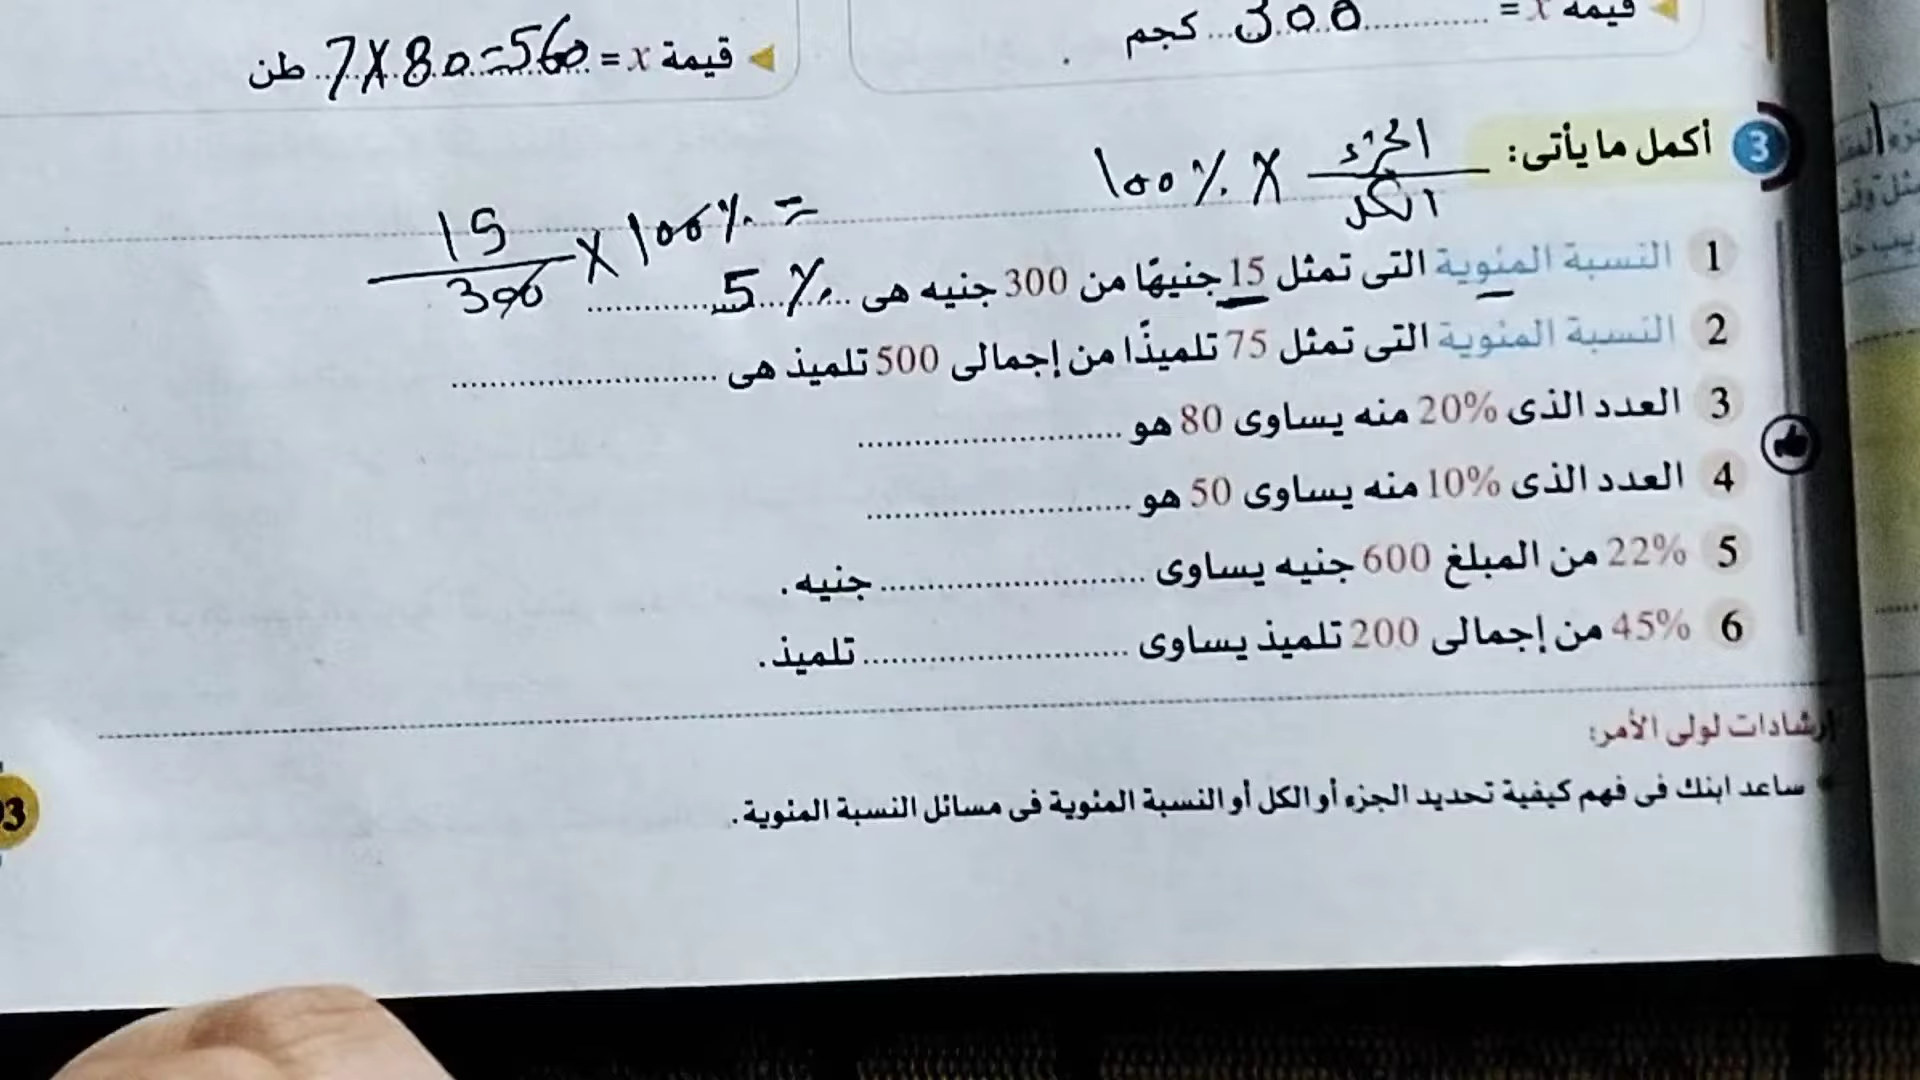 قيمة x = ............ 300 ... كجم
قيمة x = 7 X 80 = 560 طن
3 أكمل ما يأتى:
الجزء
الكل
X 100 %
15
300
X 100 % =
1 النسبة المئوية التى تمثل 15 جنيهًا من 300 جنيه هى ... 5 % ...
2 النسبة المئوية التى تمثل 75 تلميذًا من إجمالى 500 تلميذ هى ............
3 العدد الذى 20% منه يساوى 80 هو ............
4 العدد الذى 10% منه يساوى 50 هو ............
5 22% من المبلغ 600 جنيه يساوى ............ جنيه.
6 45% من إجمالى 200 تلميذ يساوى ............ تلميذ.
إرشادات لولى الأمر:
ساعد ابنك فى فهم كيفية تحديد الجزء أو الكل أو النسبة المئوية فى مسائل النسبة المئوية.